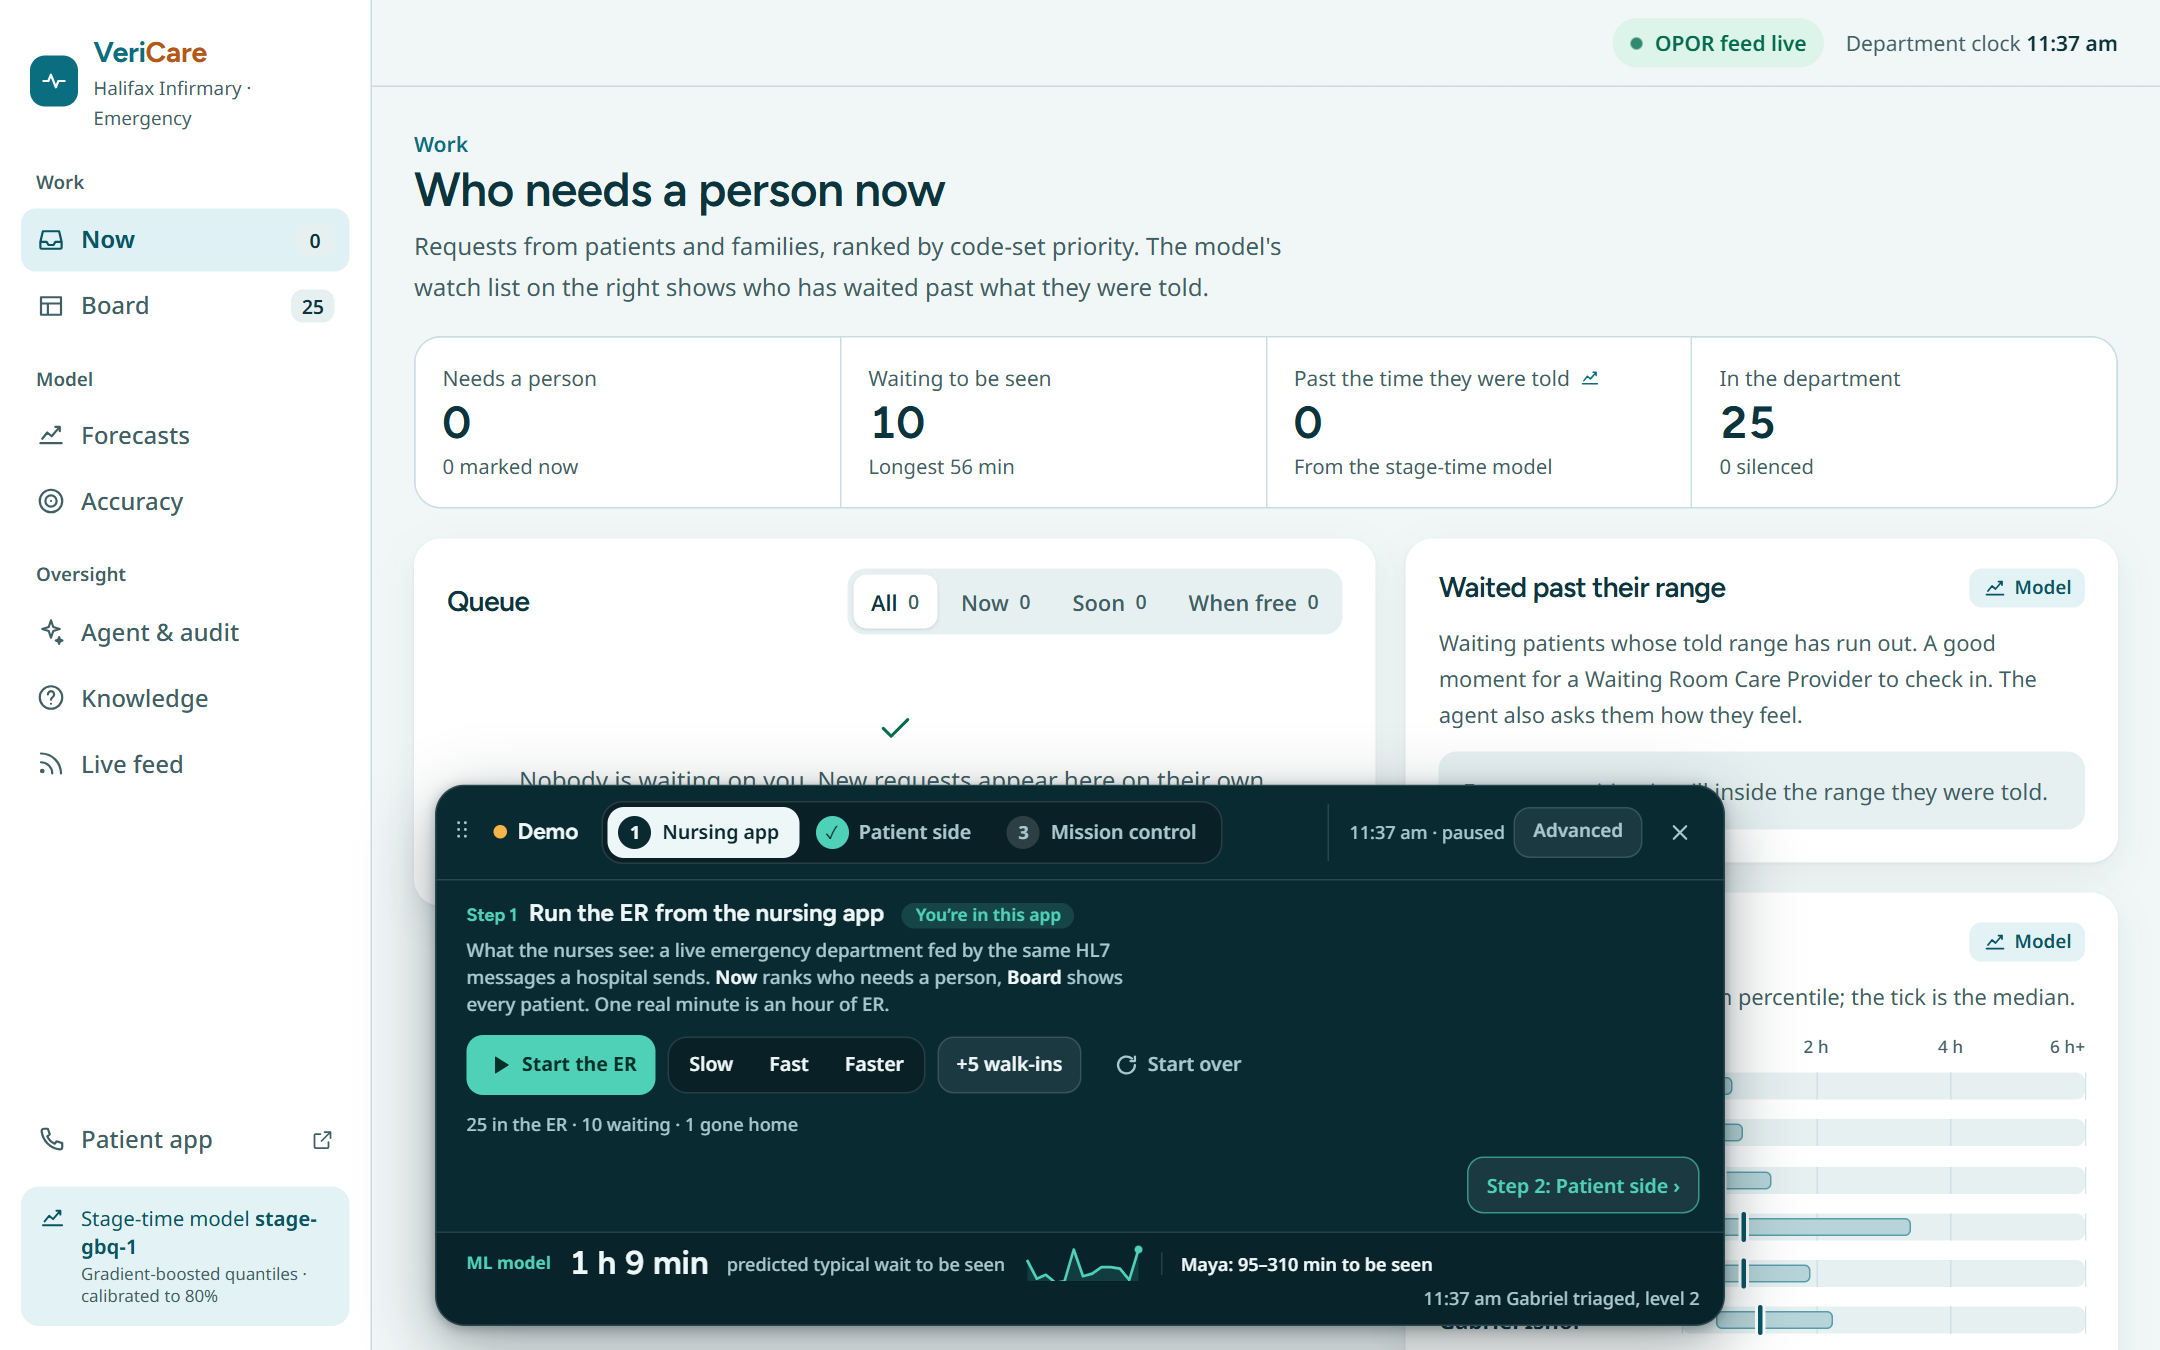 VeriCare
Halifax Infirmary ·
Emergency
Work
Now 0
Board 25
Model
Forecasts
Accuracy
Oversight
Agent & audit
Knowledge
Live feed
Patient app
Stage-time model stage-
gbq-1
Gradient-boosted quantiles ·
calibrated to 80%
OPOR feed live
Department clock 11:37 am
Work
Who needs a person now
Requests from patients and families, ranked by code-set priority. The model's
watch list on the right shows who has waited past what they were told.
Needs a person
0
0 marked now
Waiting to be seen
10
Longest 56 min
Past the time they were told
0
From the stage-time model
In the department
25
0 silenced
Queue
All 0 Now 0 Soon 0 When free 0
Nobody is waiting on you. New requests appear here on their own.
Waited past their range
Model
Waiting patients whose told range has run out. A good
moment for a Waiting Room Care Provider to check in. The
agent also asks them how they feel.
inside the range they were told.
Model
percentile; the tick is the median.
2 h 4 h 6 h+
Demo
1 Nursing app
✓ Patient side
3 Mission control
11:37 am · paused
Advanced
Step 1 Run the ER from the nursing app You're in this app
What the nurses see: a live emergency department fed by the same HL7
messages a hospital sends. Now ranks who needs a person, Board shows
every patient. One real minute is an hour of ER.
Start the ER
Slow Fast Faster
+5 walk-ins
Start over
25 in the ER · 10 waiting · 1 gone home
Step 2: Patient side ›
ML model 1 h 9 min predicted typical wait to be seen
Maya: 95–310 min to be seen
11:37 am Gabriel triaged, level 2